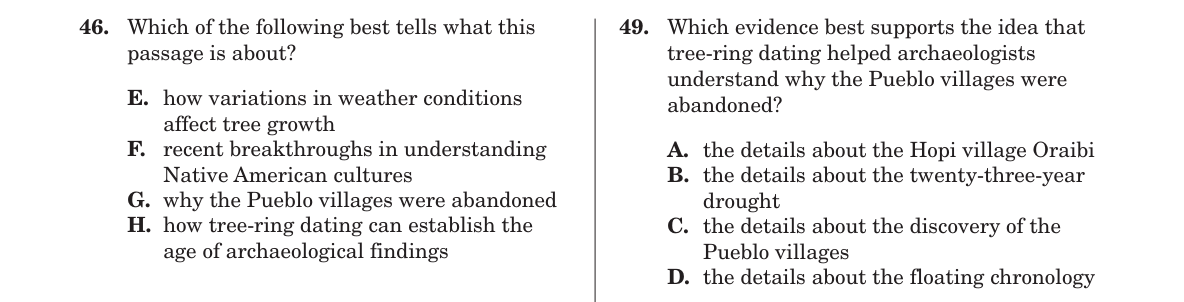 46. Which of the following best tells what this
passage is about?
E. how variations in weather conditions
affect tree growth
F. recent breakthroughs in understanding
Native American cultures
G. why the Pueblo villages were abandoned
H. how tree-ring dating can establish the
age of archaeological findings
49. Which evidence best supports the idea that
tree-ring dating helped archaeologists
understand why the Pueblo villages were
abandoned?
A. the details about the Hopi village Oraibi
B. the details about the twenty-three-year
drought
C. the details about the discovery of the
Pueblo villages
D. the details about the floating chronology